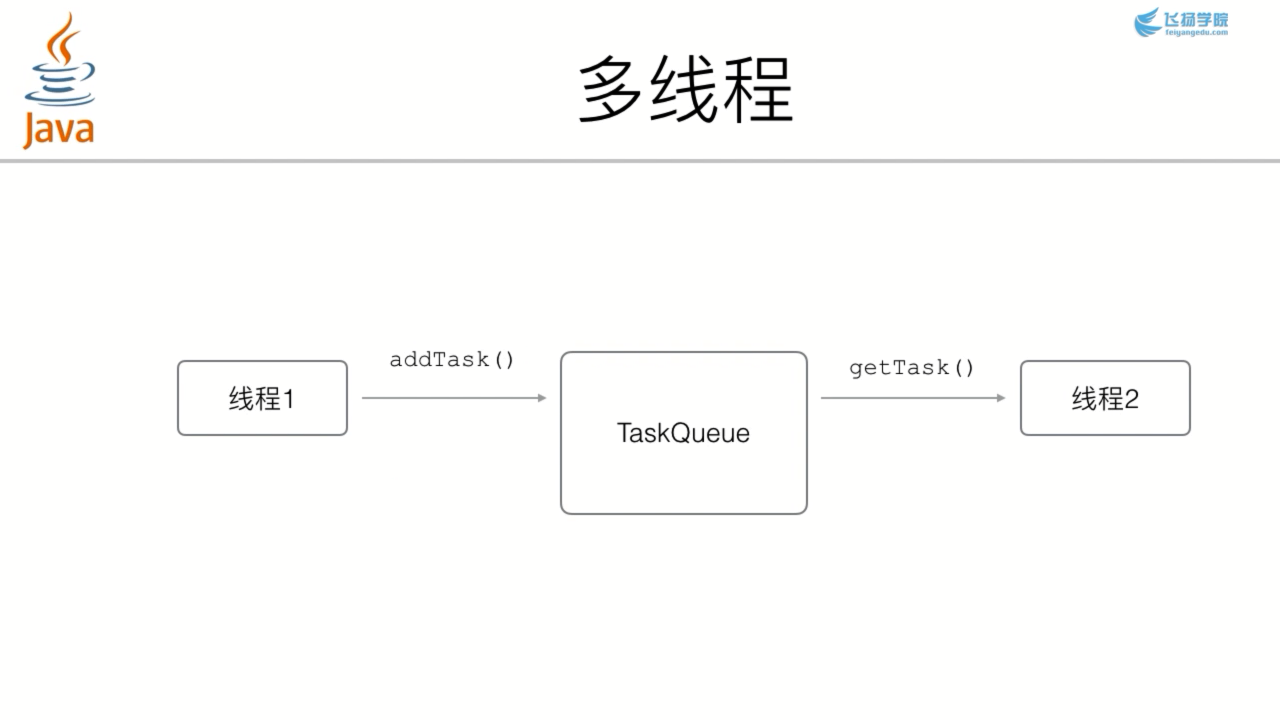 飞扬学院
feiyangedu.com
Java
多线程
addTask()
getTask()
线程1
TaskQueue
线程2